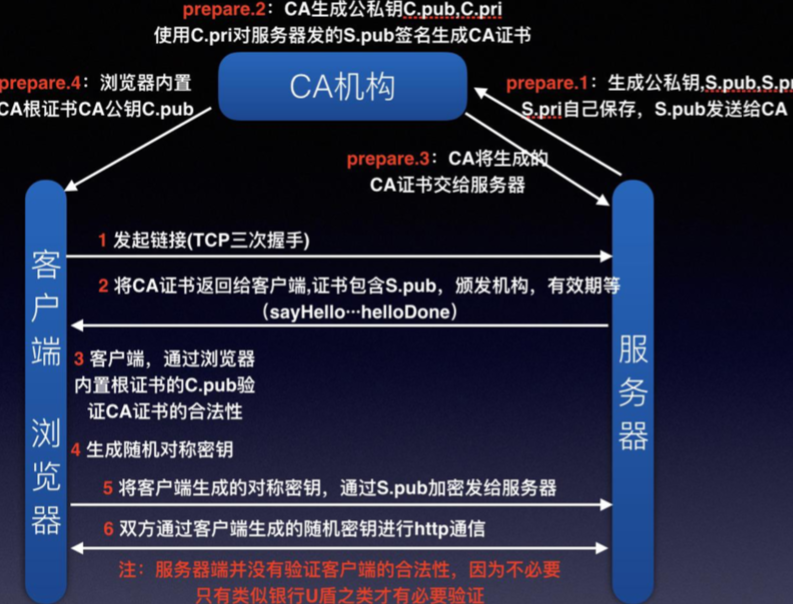 prepare.2：CA生成公私钥C.pub,C.pri
使用C.pri对服务器发的S.pub签名生成CA证书
prepare.4：浏览器内置
CA根证书CA公钥C.pub
CA机构
prepare.1：生成公私钥,S.pub,S.pri
S.pri自己保存，S.pub发送给CA
prepare.3：CA将生成的
CA证书交给服务器
客户端 浏览器
服务器
1 发起链接(TCP三次握手)
2 将CA证书返回给客户端,证书包含S.pub，颁发机构，有效期等
（sayHello···helloDone）
3 客户端，通过浏览器
内置根证书的C.pub验
证CA证书的合法性
4 生成随机对称密钥
5 将客户端生成的对称密钥，通过S.pub加密发给服务器
6 双方通过客户端生成的随机密钥进行http通信
注：服务器端并没有验证客户端的合法性，因为不必要
只有类似银行U盾之类才有必要验证